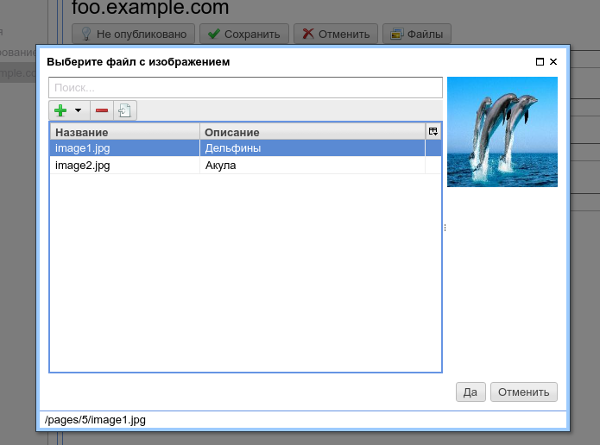 foo.example.com
я
Не опубликовано Сохранить Отменить Файлы
рование
mple.co
Выберите файл с изображением
Поиск...
Название Описание
image1.jpg Дельфины
image2.jpg Акула
Да Отменить
/pages/5/image1.jpg